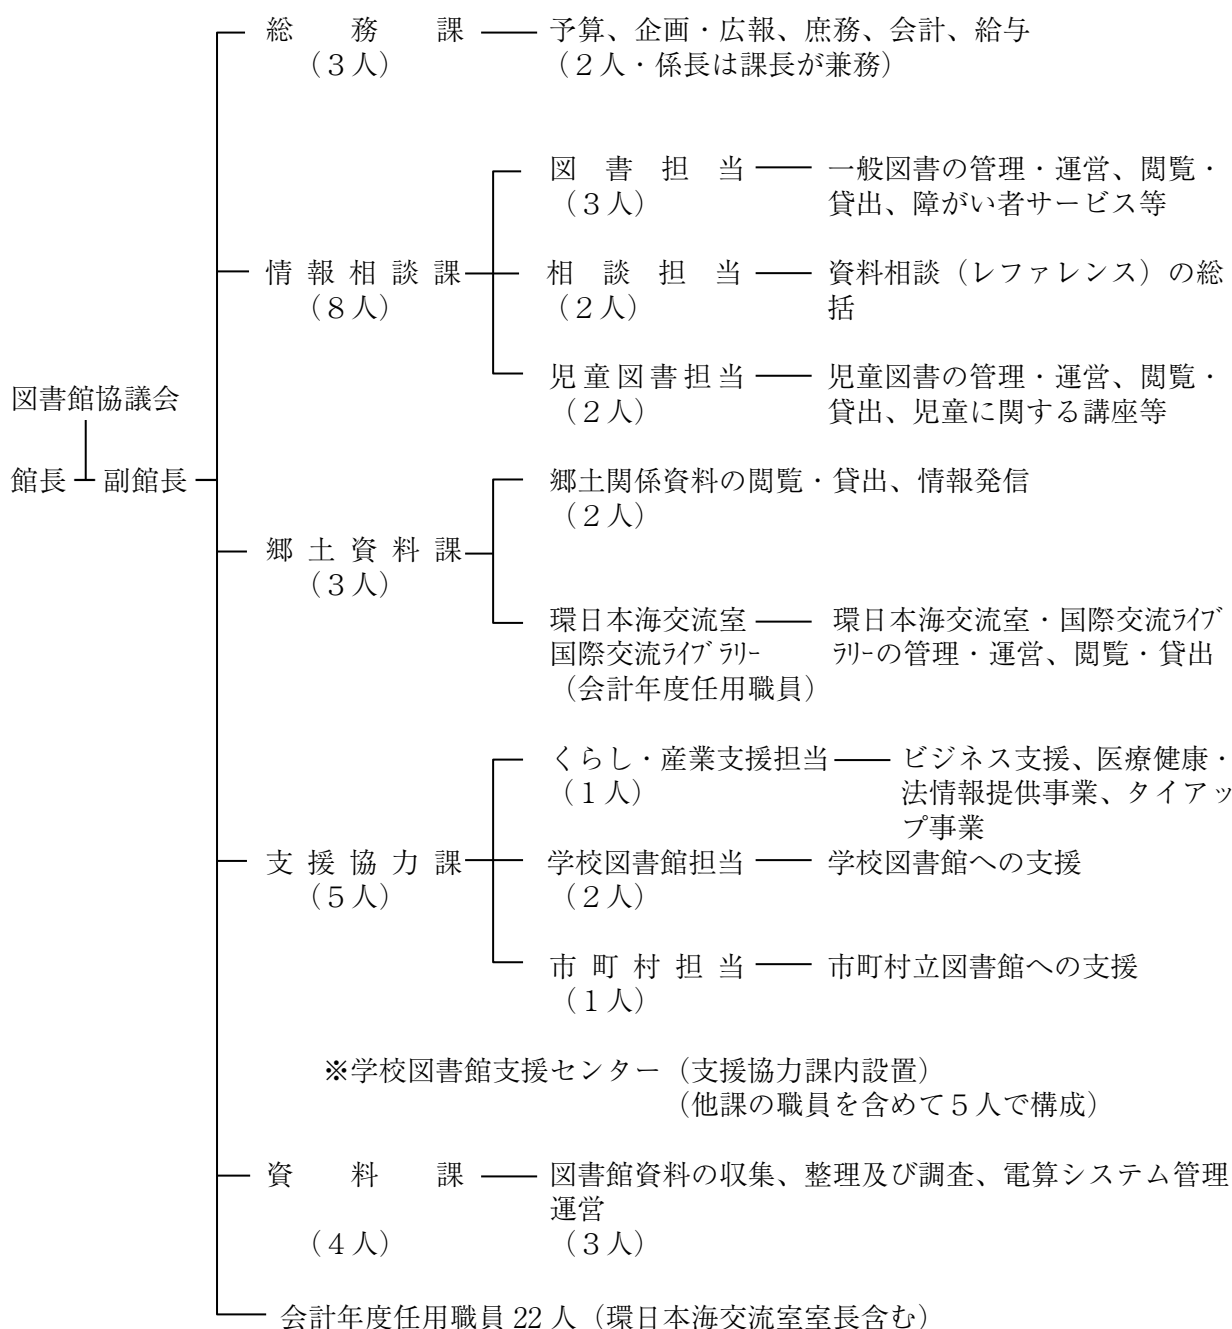 総務課 予算、企画・広報、庶務、会計、給与
（３人） （２人・係長は課長が兼務）
図書担当 一般図書の管理・運営、閲覧・
（３人） 貸出、障がい者サービス等
情報相談課 相談担当 資料相談（レファレンス）の総
（８人） （２人） 括
児童図書担当 児童図書の管理・運営、閲覧・
（２人） 貸出、児童に関する講座等
図書館協議会
館長 副館長
郷土関係資料の閲覧・貸出、情報発信
（２人）
郷土資料課
（３人）
環日本海交流室 環日本海交流室・国際交流ﾗｲﾌﾞ
国際交流ﾗｲﾌﾞﾗﾘｰ ﾗﾘｰの管理・運営、閲覧・貸出
（会計年度任用職員）
くらし・産業支援担当 ビジネス支援、医療健康・
（１人） 法情報提供事業、タイアッ
プ事業
支援協力課 学校図書館担当 学校図書館への支援
（５人） （２人）
市町村担当 市町村立図書館への支援
（１人）
※学校図書館支援センター（支援協力課内設置）
（他課の職員を含めて５人で構成）
資料課 図書館資料の収集、整理及び調査、電算システム管理
運営
（４人） （３人）
会計年度任用職員 22 人（環日本海交流室室長含む）